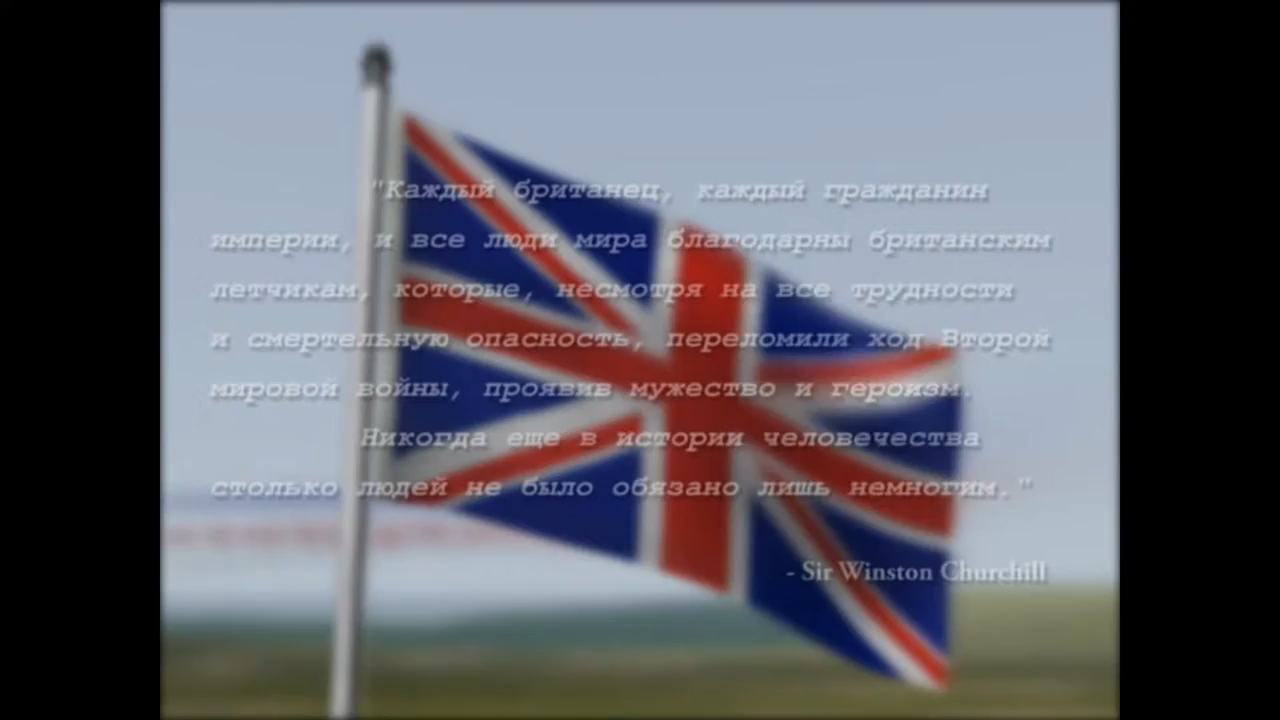 "Каждый британец, каждый гражданин
империи, и все люди мира благодарны британским
летчикам, которые, несмотря на все трудности
и смертельную опасность, переломили ход Второй
мировой войны, проявив мужество и героизм.
Никогда еще в истории человечества
столько людей не было обязано лишь немногим."
- Sir Winston Churchill